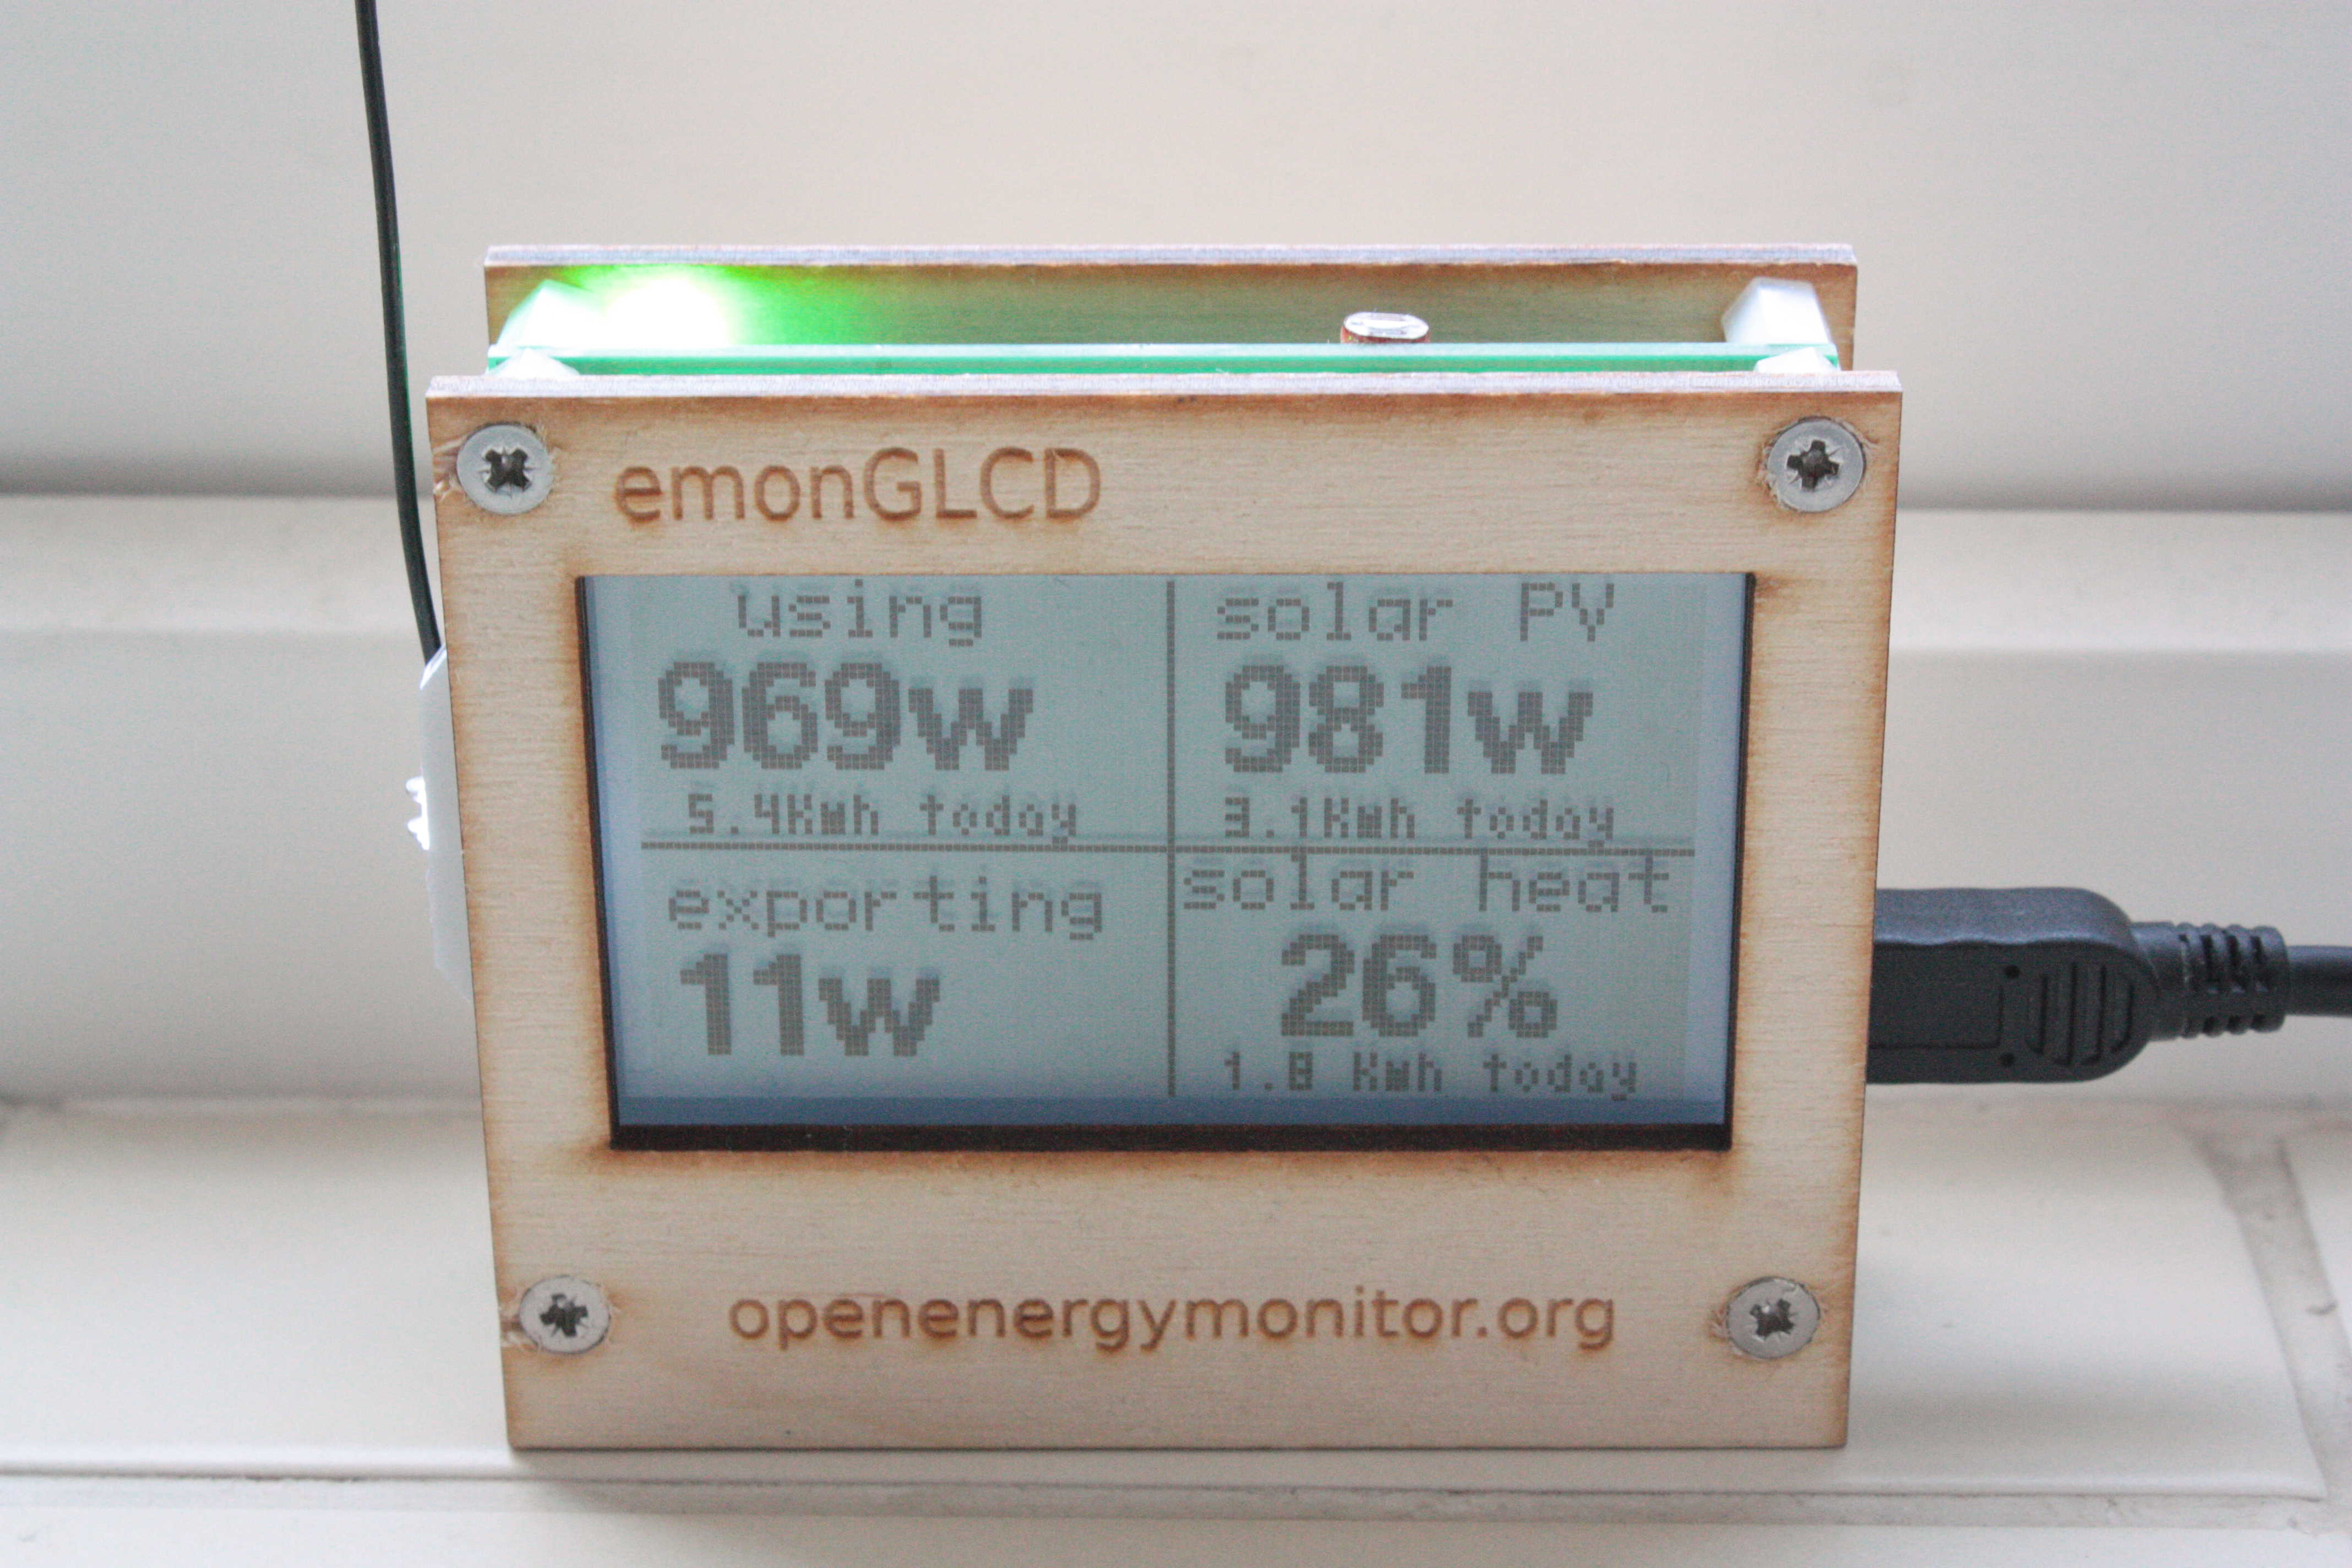 emonGLCD
using
969w
5.4Kwh today
solar PV
981w
3.1Kwh today
exporting
11w
solar heat
26%
1.8 Kwh today
openenergymonitor.org